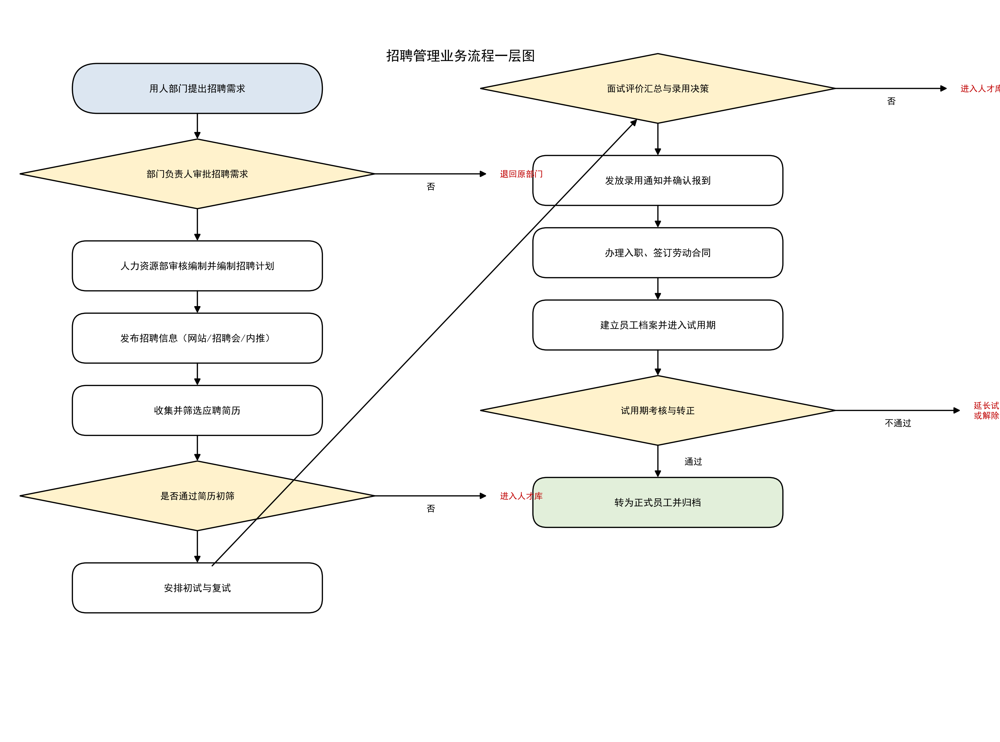 招聘管理业务流程一层图
用人部门提出招聘需求
部门负责人审批招聘需求
否
退回原部门
人力资源部审核编制并编制招聘计划
发布招聘信息（网站/招聘会/内推）
收集并筛选应聘简历
是否通过简历初筛
否
进入人才库
安排初试与复试
面试评价汇总与录用决策
否
进入人才库
发放录用通知并确认报到
办理入职、签订劳动合同
建立员工档案并进入试用期
试用期考核与转正
不通过
延长试
或解除
通过
转为正式员工并归档